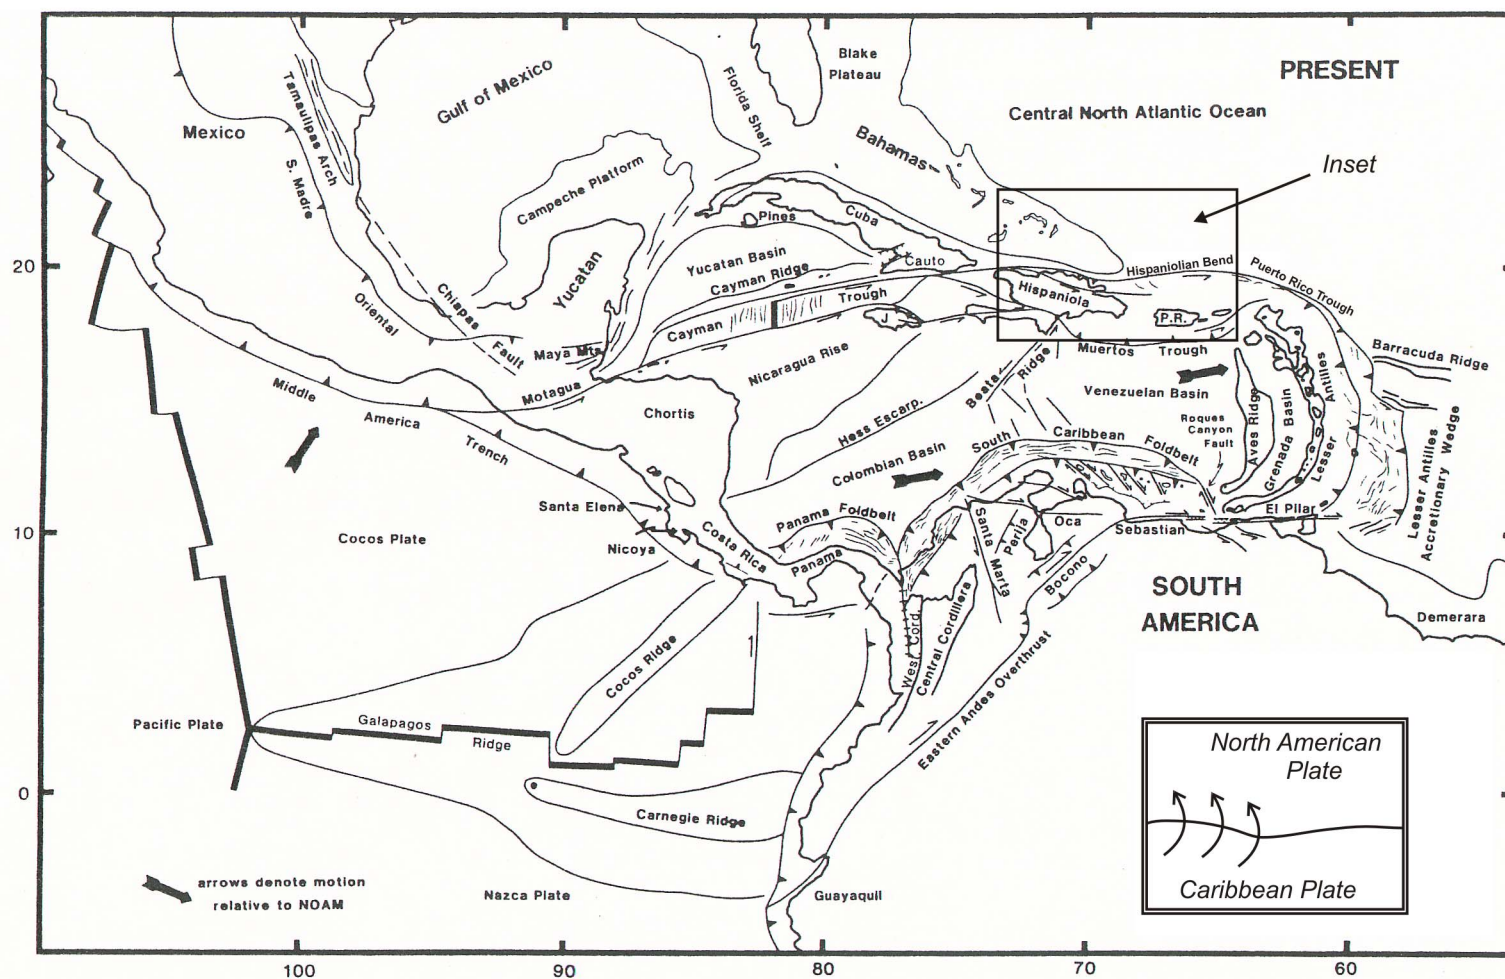 PRESENT
Blake
Plateau
Gulf of Mexico
Florida Shelf
Central North Atlantic Ocean
Tamaulipas Arch
Mexico
Bahamas
Inset
S. Madre
Oriental
Campeche Platform
Pines
Cuba
Yucatan
Yucatan Basin
Cauto
Cayman Ridge
20
Hispaniolian Bend
Puerto Rico Trough
Hispaniola
Chiapas
Fault
Trough
J
P.R.
Cayman
Maya Mts.
Muertos
Trough
Barracuda Ridge
Nicaragua Rise
Beata
Ridge
Motagua
Middle
America
Trench
Chortis
Venezuelan Basin
Antilles
Lesser
Hess Escarp.
Roques
Canyon
Fault
Aves Ridge
Grenada Basin
South
Caribbean
Foldbelt
Colombian Basin
Lesser Antilles
Accretionary Wedge
Santa Elena
Panama
Foldbelt
El Pilar
10
Cocos Plate
Nicoya
Costa Rica
Panama
Santa
Marta
Perija
Oca
Sebastian
Bocono
SOUTH
AMERICA
Demerara
West. Cord.
Central Cordillera
Cocos Ridge
Eastern Andes Overthrust
Pacific Plate
Galapagos
Ridge
North American
Plate
0
Carnegie Ridge
arrows denote motion
relative to NOAM
Nazca Plate
Guayaquil
Caribbean Plate
100
90
80
70
60